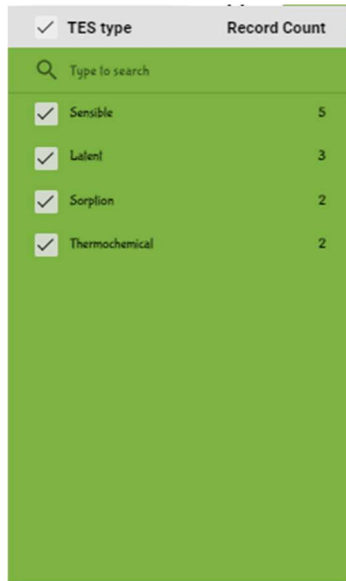 TES type Record Count
Type to search
Sensible 5
Latent 3
Sorption 2
Thermochemical 2